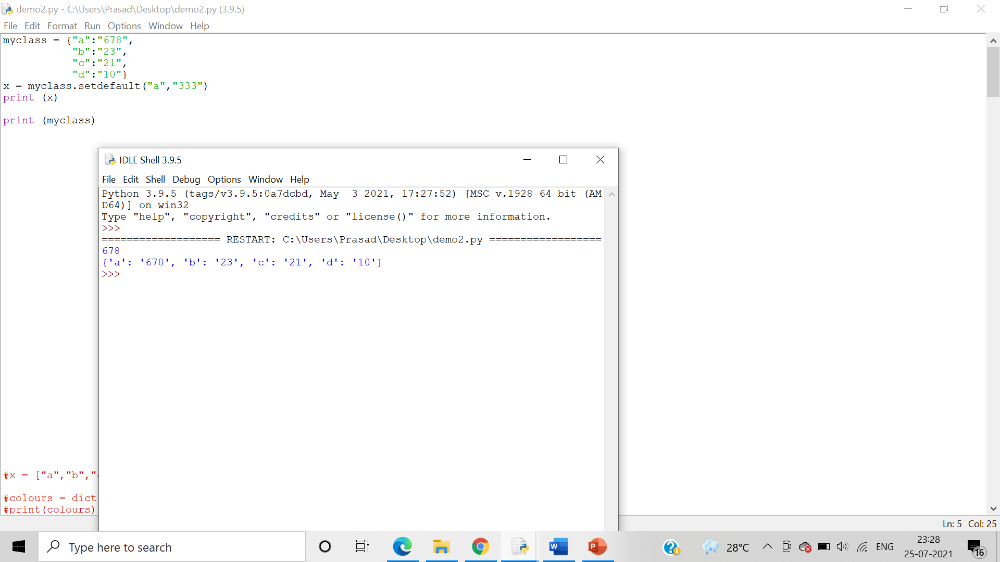 demo2.py - C:\Users\Prasad\Desktop\demo2.py (3.9.5)
File Edit Format Run Options Window Help
myclass = {"a":"678",
"b":"23",
"c":"21",
"d":"10"}
x = myclass.setdefault("a","333")
print (x)
print (myclass)
IDLE Shell 3.9.5
File Edit Shell Debug Options Window Help
Python 3.9.5 (tags/v3.9.5:0a7dcbd, May  3 2021, 17:27:52) [MSC v.1928 64 bit (AM
D64)] on win32
Type "help", "copyright", "credits" or "license()" for more information.
>>>
=================== RESTART: C:\Users\Prasad\Desktop\demo2.py ==================
678
{'a': '678', 'b': '23', 'c': '21', 'd': '10'}
>>>
#x = ["a","b","
#colours = dict
#print(colours)
Ln: 5 Col: 25
Type here to search
W
P
28°C
ENG
23:28
25-07-2021
16